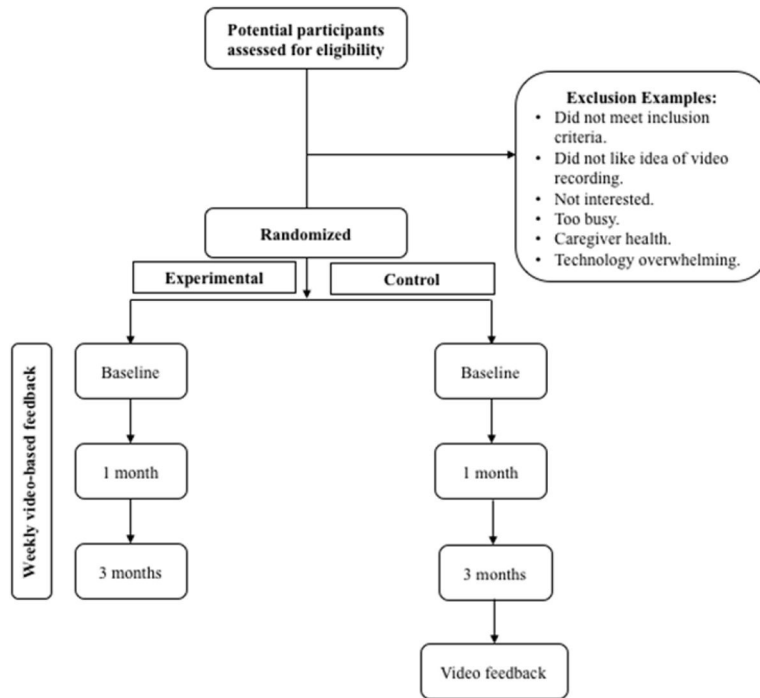 Potential participants
assessed for eligibility
Exclusion Examples:
• Did not meet inclusion
criteria.
• Did not like idea of video
recording.
• Not interested.
• Too busy.
• Caregiver health.
• Technology overwhelming.
Randomized
Experimental
Control
Weekly video-based feedback
Baseline
Baseline
1 month
1 month
3 months
3 months
Video feedback